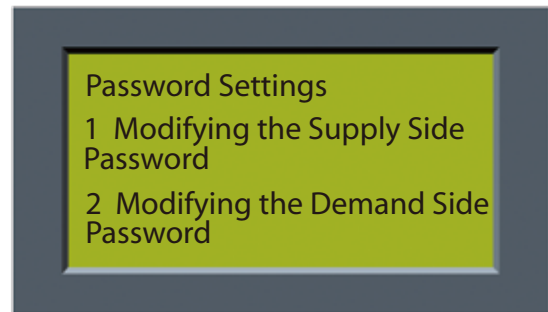 Password Settings
1 Modifying the Supply Side
Password
2 Modifying the Demand Side
Password